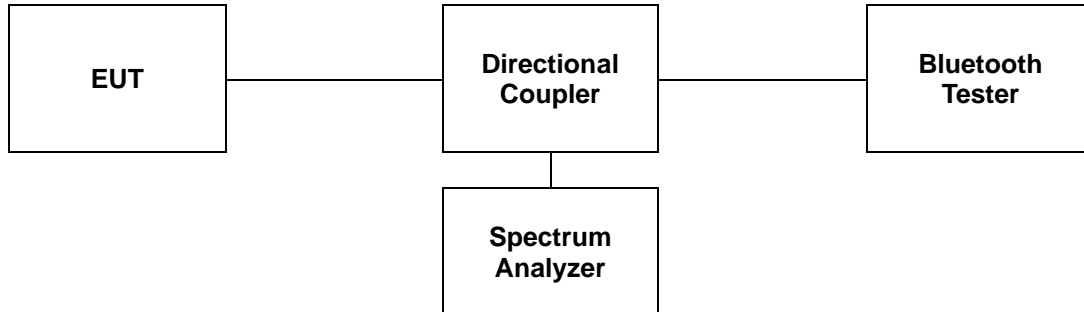 EUT
Directional
Coupler
Bluetooth
Tester
Spectrum
Analyzer